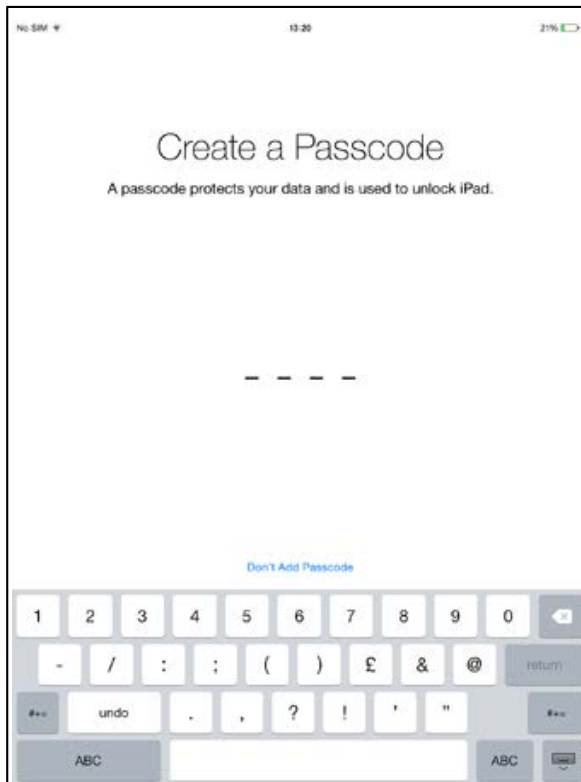 No SIM 13:20 21%
Create a Passcode
A passcode protects your data and is used to unlock iPad.
Don't Add Passcode
1 2 3 4 5 6 7 8 9 0
- / : ; ( ) £ & @ return
#+= undo . , ? ! ' " #+=
ABC ABC